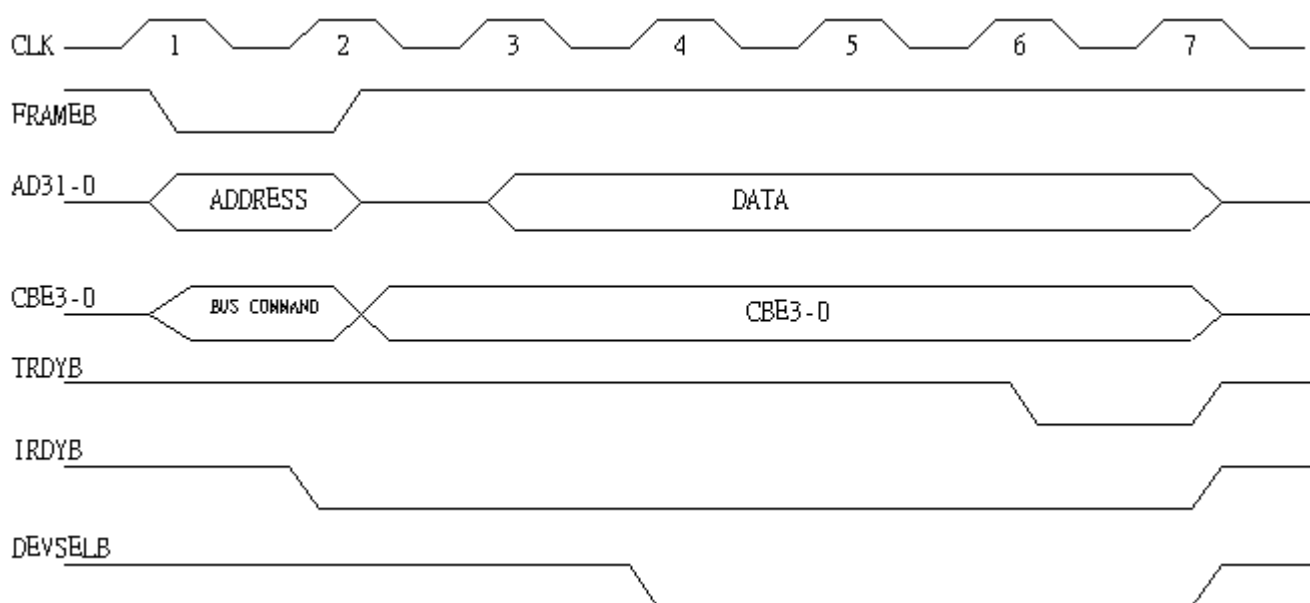 CLK 1 2 3 4 5 6 7
FRAMEB
AD31-0 ADDRESS DATA
CBE3-0 BUS COMMAND CBE3-0
TRDYB
IRDYB
DEVSELB